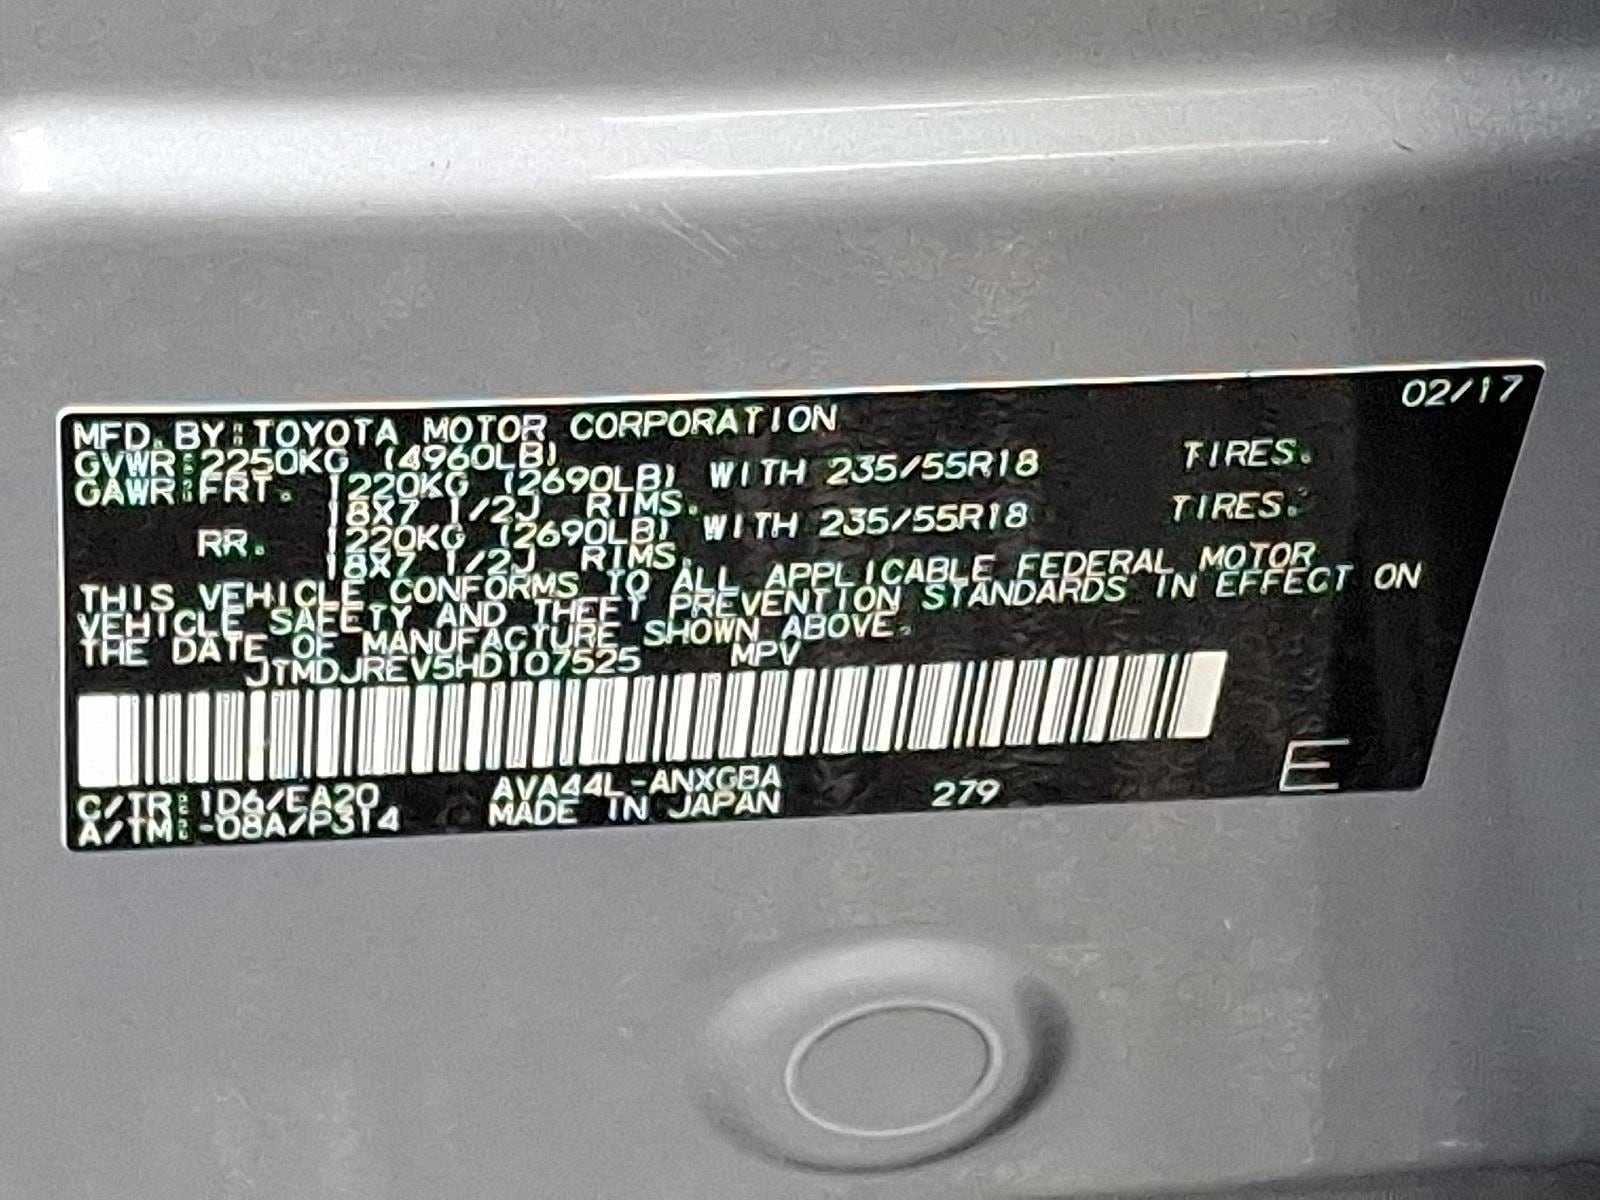 02/17
MFD. BY: TOYOTA MOTOR CORPORATION
GVWR: 2250KG (4960LB)
GAWR: FRT. 1220KG (2690LB) WITH 235/55R18 TIRES.
18X7 1/2J RIMS.
RR. 1220KG (2690LB) WITH 235/55R18 TIRES.
18X7 1/2J RIMS.
THIS VEHICLE CONFORMS TO ALL APPLICABLE FEDERAL MOTOR
VEHICLE SAFETY AND THEFT PREVENTION STANDARDS IN EFFECT ON
THE DATE OF MANUFACTURE SHOWN ABOVE.
JTMDJREV5HD107525 MPV
C/TR: 1D6/EA20 AVA44L-ANXGBA 279 E
A/TM: -08A/P314 MADE IN JAPAN